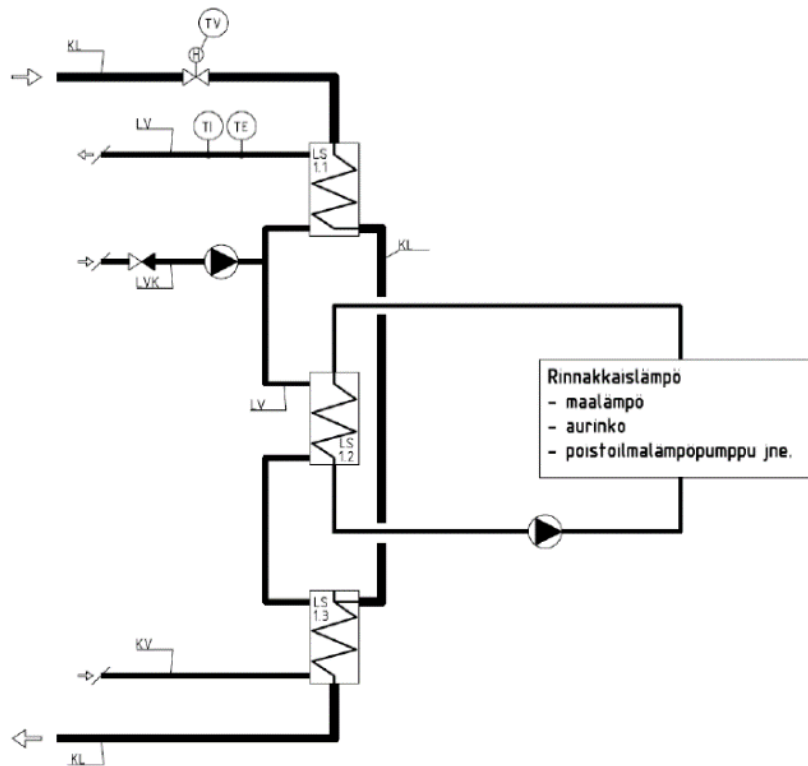 TV
H
KL
LV
TI
TE
LS
1.1
KL
LVK
LV
LS
1.2
Rinnakkaislämpö
- maalämpö
- aurinko
- poistoilmalämpöpumppu jne.
LS
1.3
KV
KL